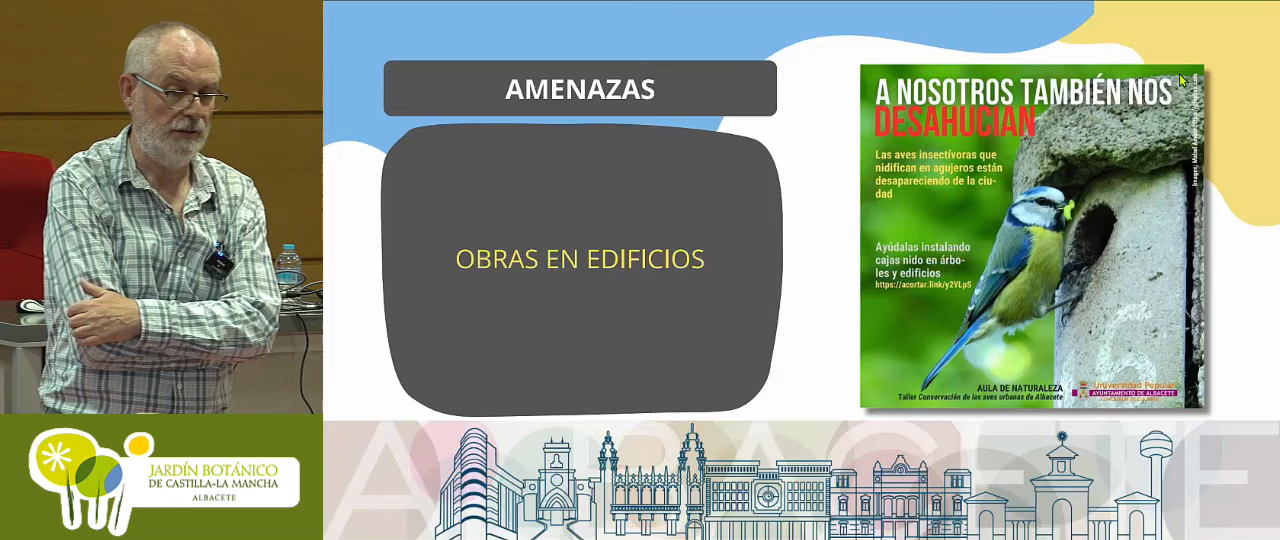 AMENAZAS
OBRAS EN EDIFICIOS
A NOSOTROS TAMBIÉN NOS
DESAHUCIAN
Las aves insectívoras que
nidifican en agujeros están
desapareciendo de la ciu-
dad
Ayúdalas instalando
cajas nido en árbo-
les y edificios
https://acortar.link/y2YLpS
6
AULA DE NATURALEZA
Taller Conservación de las aves urbanas de Albacete
Universidad Popular
AYUNTAMIENTO DE ALBACETE
JARDÍN BOTÁNICO
DE CASTILLA-LA MANCHA
ALBACETE
ALBACETE